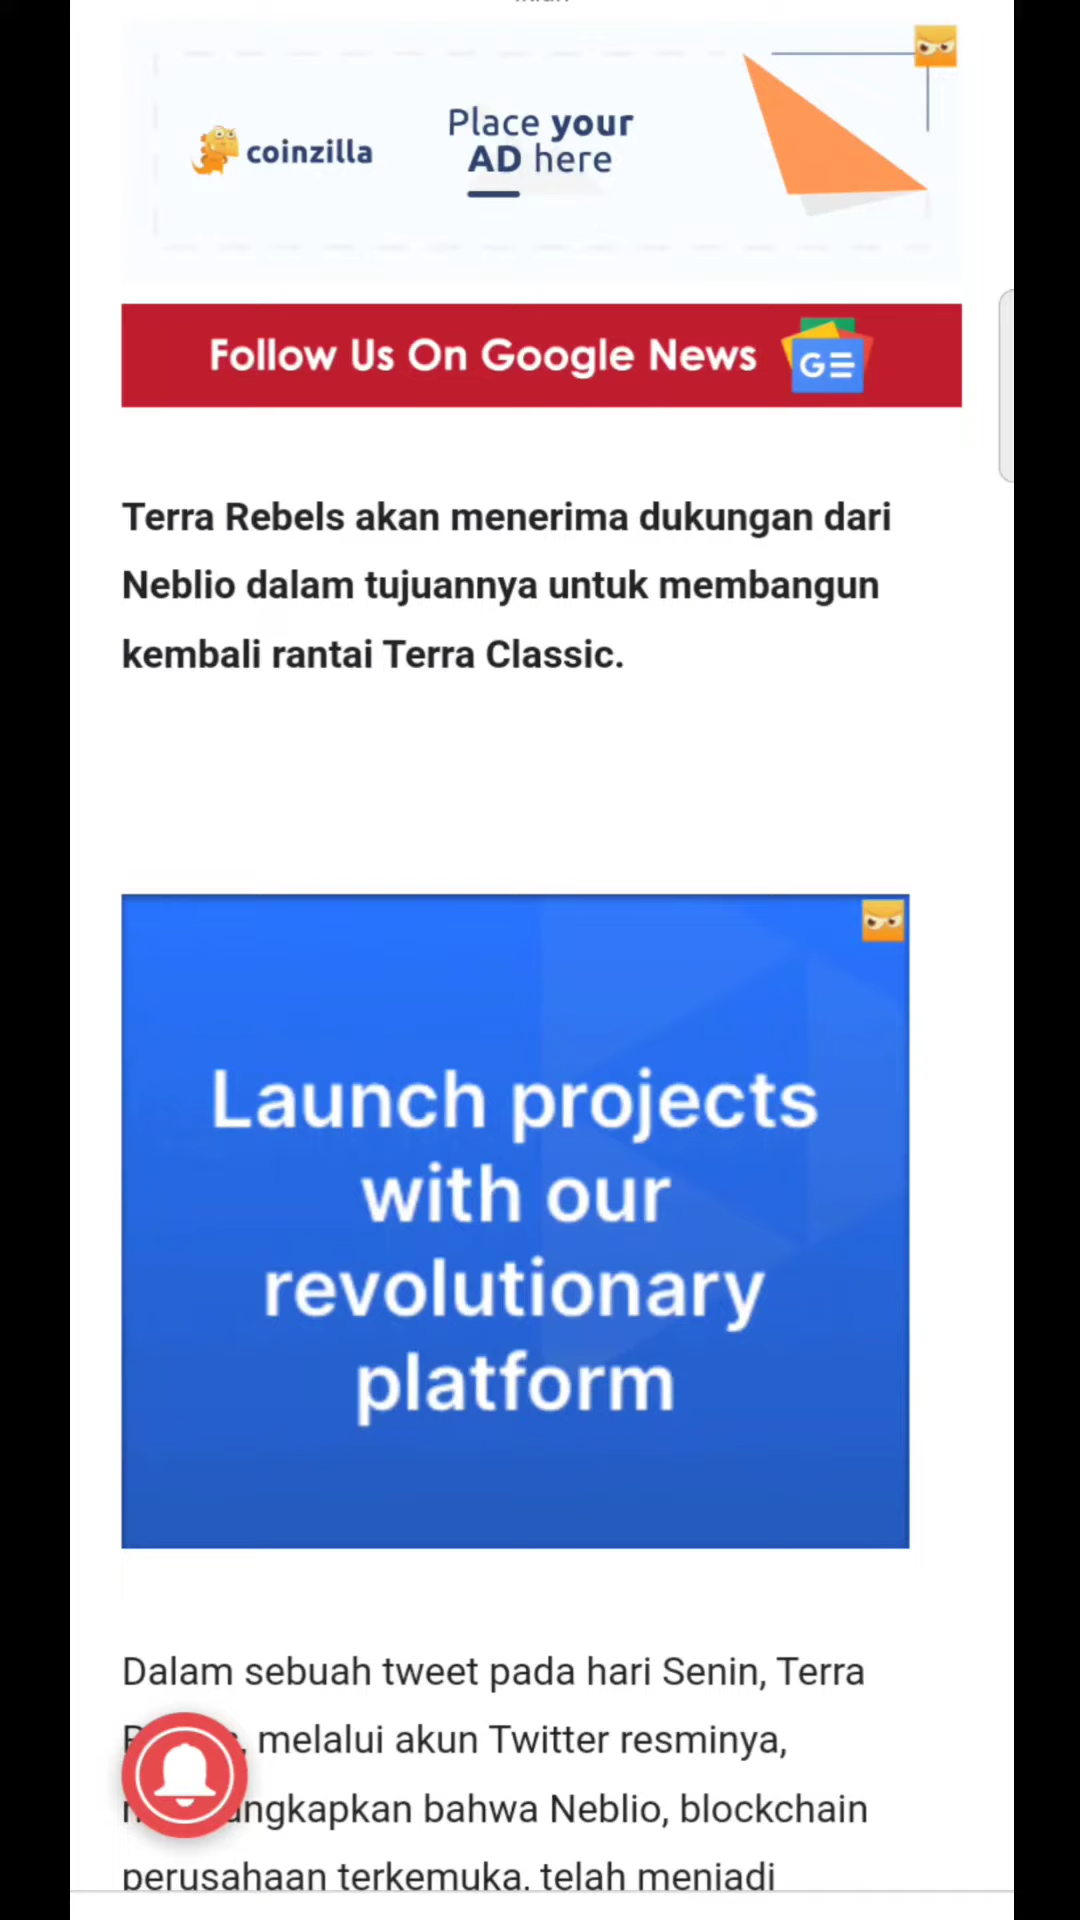 coinzilla
Place your
AD here
Follow Us On Google News
GE
Terra Rebels akan menerima dukungan dari
Neblio dalam tujuannya untuk membangun
kembali rantai Terra Classic.
Launch projects
with our
revolutionary
platform
Dalam sebuah tweet pada hari Senin, Terra
melalui akun Twitter resminya,
bahwa Neblio, blockchain
perusahaan terkemuka, telah menjadi